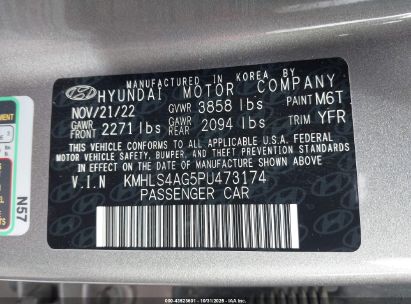 MANUFACTURED IN KOREA BY
HYUNDAI MOTOR COMPANY
NOV/21/22 GVWR 3858 lbs PAINT M6T
GAWR FRONT 2271 lbs GAWR REAR 2094 lbs TRIM YFR
THIS VEHICLE CONFORMS TO ALL APPLICABLE U.S.A. FEDERAL
MOTOR VEHICLE SAFETY, BUMPER, AND THEFT PREVENTION STANDARDS
IN EFFECT ON THE DATE OF MANUFACTURE SHOWN ABOVE.
V.I.N KMHLS4AG5PU473174
PASSENGER CAR
N57